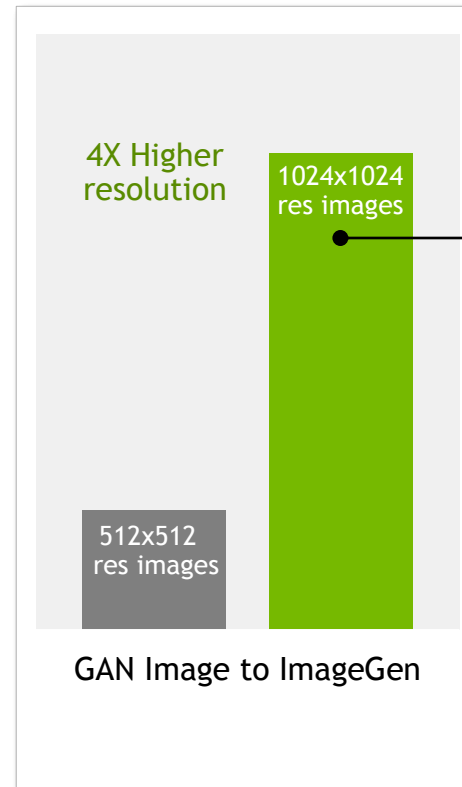 4X Higher
resolution
1024x1024
res images
512x512
res images
GAN Image to ImageGen